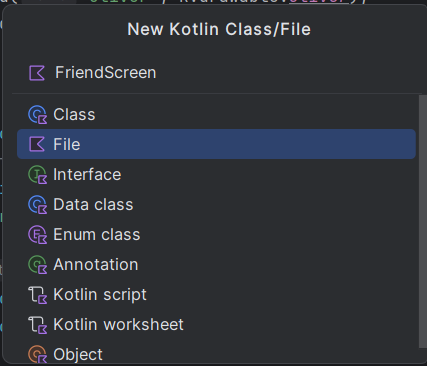 New Kotlin Class/File
FriendScreen
Class
File
Interface
Data class
Enum class
Annotation
Kotlin script
Kotlin worksheet
Object